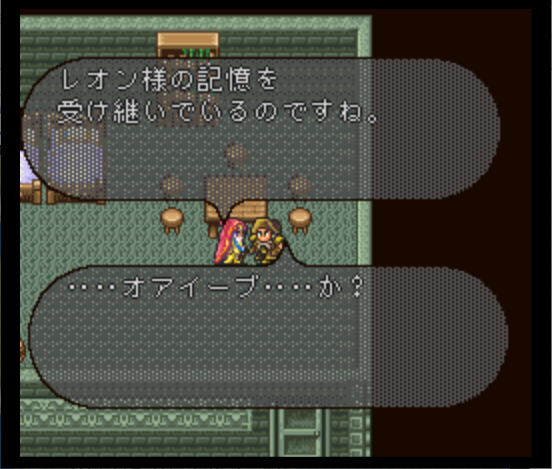 レオン様の記憶を
受け継いでいるのですね。
‥‥オアイーブ‥‥か？